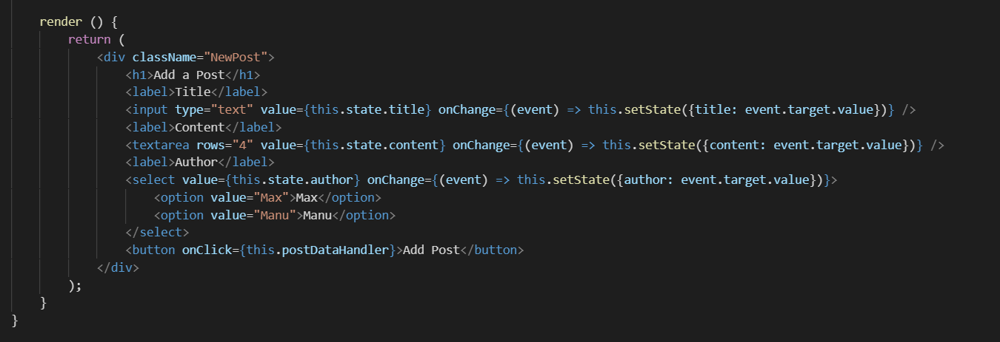 render () {
return (
<div className="NewPost">
<h1>Add a Post</h1>
<label>Title</label>
<input type="text" value={this.state.title} onChange={(event) => this.setState({title: event.target.value})} />
<label>Content</label>
<textarea rows="4" value={this.state.content} onChange={(event) => this.setState({content: event.target.value})} />
<label>Author</label>
<select value={this.state.author} onChange={(event) => this.setState({author: event.target.value})}>
<option value="Max">Max</option>
<option value="Manu">Manu</option>
</select>
<button onClick={this.postDataHandler}>Add Post</button>
</div>
);
}
}